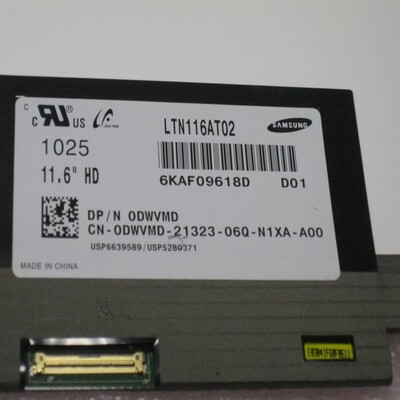 c RU US
LTN116AT02
SAMSUNG
1025
11.6" HD
6KAF09618D D01
DP/N 0DWVMD
CN-0DWVMD-21323-06Q-N1XA-A00
USP6639589/USP5280371
MADE IN CHINA